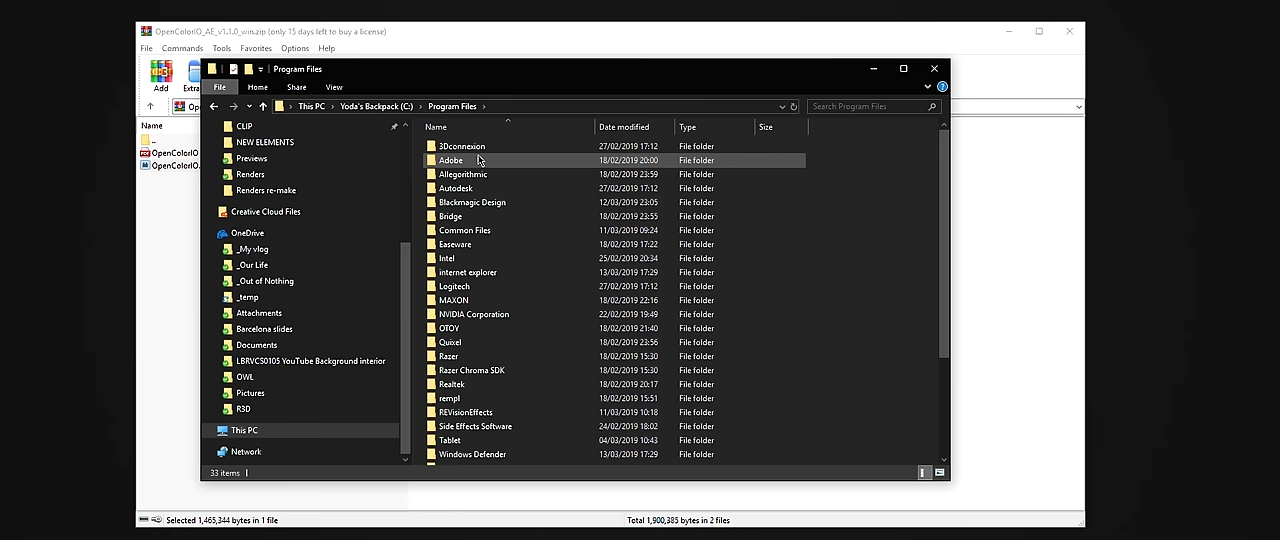 OpenColorIO_AE_v1.1.0_win.zip (only 15 days left to buy a license)
File Commands Tools Favorites Options Help
Add
Name
..
OpenColorIO
OpenColorIO.
Program Files
File Home Share View
This PC Yoda's Backpack (C:) Program Files
Search Program Files
CLIP
NEW ELEMENTS
Previews
Renders
Renders re-make
Creative Cloud Files
OneDrive
_My vlog
_Our Life
_Out of Nothing
_temp
Attachments
Barcelona slides
Documents
LBRVCS0105 YouTube Background interior
OWL
Pictures
R3D
This PC
Network
Name Date modified Type Size
3Dconnexion 27/02/2019 17:12 File folder
Adobe 18/02/2019 20:00 File folder
Allegorithmic 18/02/2019 23:59 File folder
Autodesk 27/02/2019 17:12 File folder
Blackmagic Design 12/03/2019 23:05 File folder
Bridge 18/02/2019 23:55 File folder
Common Files 11/03/2019 09:24 File folder
Easeware 18/02/2019 17:22 File folder
Intel 25/02/2019 20:34 File folder
internet explorer 13/03/2019 17:29 File folder
Logitech 27/02/2019 17:12 File folder
MAXON 18/02/2019 22:16 File folder
NVIDIA Corporation 22/02/2019 19:49 File folder
OTOY 18/02/2019 21:40 File folder
Quixel 18/02/2019 23:56 File folder
Razer 18/02/2019 15:30 File folder
Razer Chroma SDK 18/02/2019 15:30 File folder
Realtek 18/02/2019 20:17 File folder
rempl 18/02/2019 15:51 File folder
REVisionEffects 11/03/2019 10:18 File folder
Side Effects Software 24/02/2019 18:02 File folder
Tablet 04/03/2019 10:43 File folder
Windows Defender 13/03/2019 17:29 File folder
33 items
Selected 1,465,344 bytes in 1 file
Total 1,900,385 bytes in 2 files